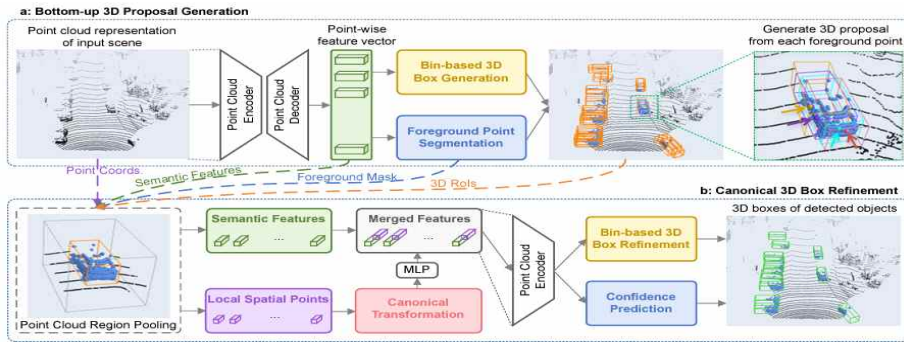 a: Bottom-up 3D Proposal Generation
Point cloud representation
of input scene
Point-wise
feature vector
Generate 3D proposal
from each foreground point
Point Cloud
Encoder
Point Cloud
Decoder
Bin-based 3D
Box Generation
Foreground Point
Segmentation
Point Coords.
Semantic Features
Foreground Mask
3D RoIs
b: Canonical 3D Box Refinement
Semantic Features
...
Merged Features
...
3D boxes of detected objects
Bin-based 3D
Box Refinement
Point Cloud
Encoder
MLP
Local Spatial Points
...
Canonical
Transformation
Confidence
Prediction
Point Cloud Region Pooling